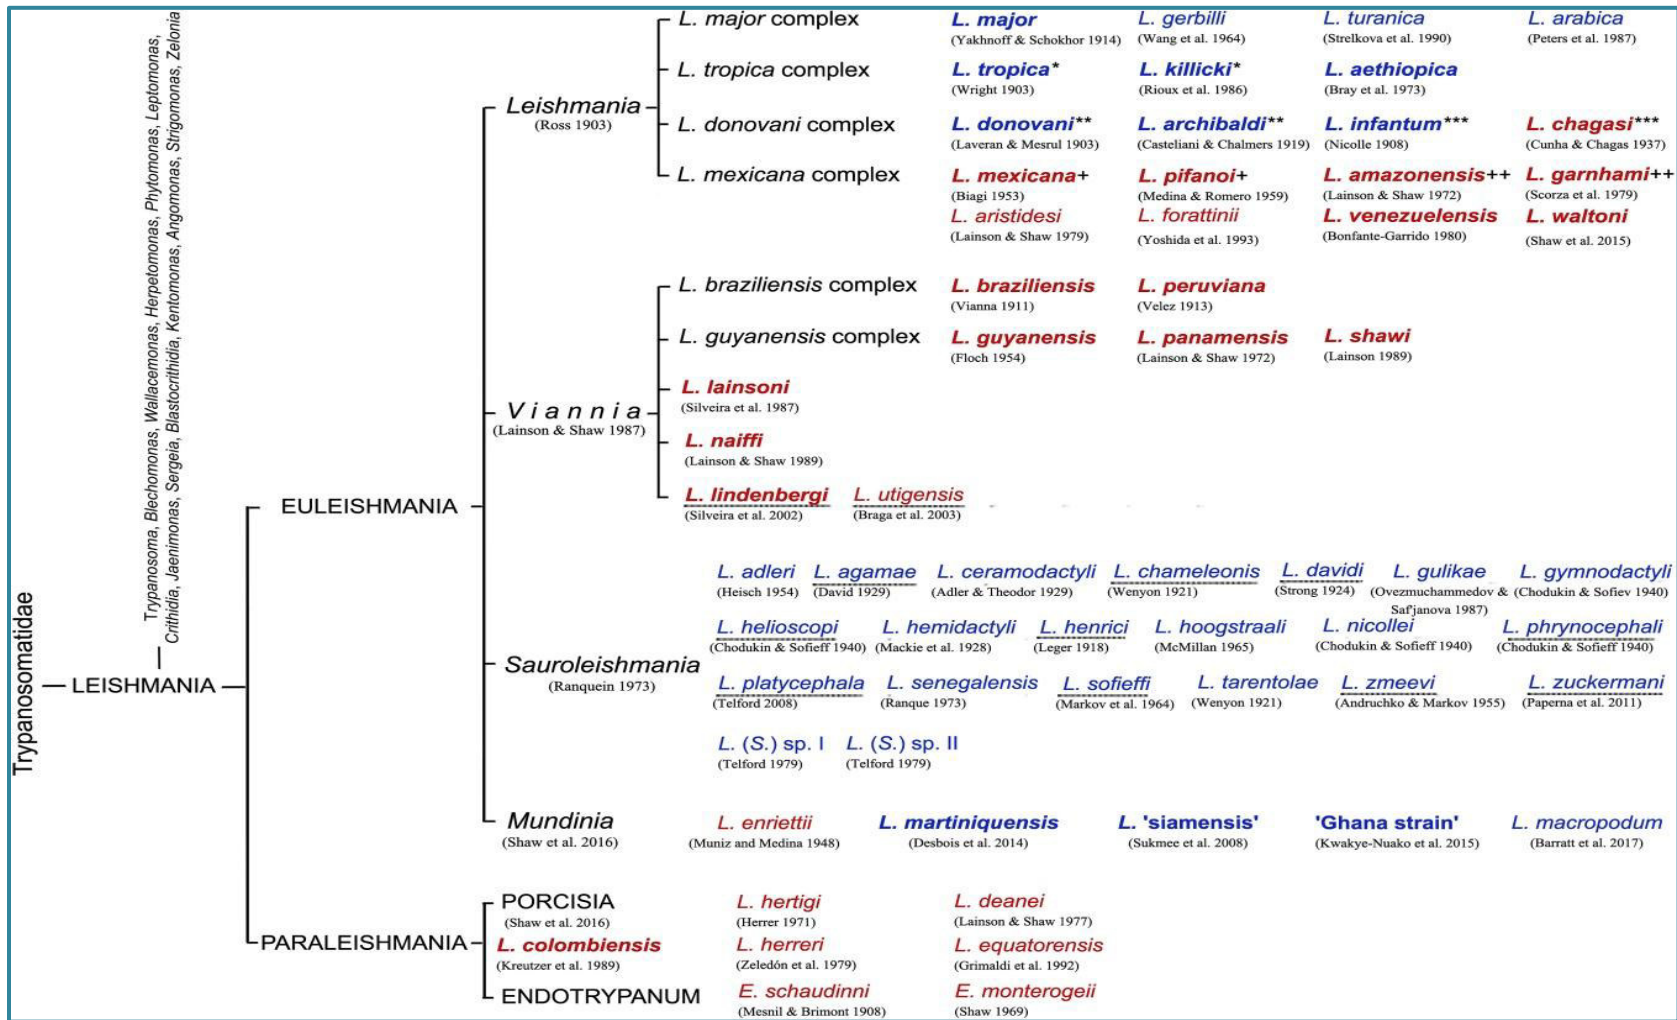 Trypanosomatidae
LEISHMANIA
Trypanosoma, Blechomonas, Wallacemonas, Herpetomonas, Phytomonas, Leptomonas,
Crithidia, Jaenimonas, Sergeia, Blastocrithidia, Kentomonas, Angomonas, Strigomonas, Zelonia
EULEISHMANIA
Leishmania
(Ross 1903)
L. major complex
L. major
(Yakhnoff & Schokhor 1914)
L. gerbilli
(Wang et al. 1964)
L. turanica
(Strelkova et al. 1990)
L. arabica
(Peters et al. 1987)
L. tropica complex
L. tropica*
(Wright 1903)
L. killicki*
(Rioux et al. 1986)
L. aethiopica
(Bray et al. 1973)
L. donovani complex
L. donovani**
(Laveran & Mesrul 1903)
L. archibaldi**
(Casteliani & Chalmers 1919)
L. infantum***
(Nicolle 1908)
L. chagasi***
(Cunha & Chagas 1937)
L. mexicana complex
L. mexicana+
(Biagi 1953)
L. pifanoi+
(Medina & Romero 1959)
L. amazonensis++
(Lainson & Shaw 1972)
L. garnhami++
(Scorza et al. 1979)
L. aristidesi
(Lainson & Shaw 1979)
L. forattinii
(Yoshida et al. 1993)
L. venezuelensis
(Bonfante-Garrido 1980)
L. waltoni
(Shaw et al. 2015)
Viannia
(Lainson & Shaw 1987)
L. braziliensis complex
L. braziliensis
(Vianna 1911)
L. peruviana
(Velez 1913)
L. guyanensis complex
L. guyanensis
(Floch 1954)
L. panamensis
(Lainson & Shaw 1972)
L. shawi
(Lainson 1989)
L. lainsoni
(Silveira et al. 1987)
L. naiffi
(Lainson & Shaw 1989)
L. lindenbergi
(Silveira et al. 2002)
L. utigensis
(Braga et al. 2003)
Sauroleishmania
(Ranquein 1973)
L. adleri
(Heisch 1954)
L. agamae
(David 1929)
L. ceramodactyli
(Adler & Theodor 1929)
L. chameleonis
(Wenyon 1921)
L. davidi
(Strong 1924)
L. gulikae
(Ovezmuchammedov &
Saf'janova 1987)
L. gymnodactyli
(Chodukin & Sofiev 1940)
L. helioscopi
(Chodukin & Sofieff 1940)
L. hemidactyli
(Mackie et al. 1928)
L. henrici
(Leger 1918)
L. hoogstraali
(McMillan 1965)
L. nicollei
(Chodukin & Sofieff 1940)
L. phrynocephali
(Chodukin & Sofieff 1940)
L. platycephala
(Telford 2008)
L. senegalensis
(Ranque 1973)
L. sofieffi
(Markov et al. 1964)
L. tarentolae
(Wenyon 1921)
L. zmeevi
(Andruchko & Markov 1955)
L. zuckermani
(Paperna et al. 2011)
L. (S.) sp. I
(Telford 1979)
L. (S.) sp. II
(Telford 1979)
Mundinia
(Shaw et al. 2016)
L. enriettii
(Muniz and Medina 1948)
L. martiniquensis
(Desbois et al. 2014)
L. 'siamensis'
(Sukmee et al. 2008)
'Ghana strain'
(Kwakye-Nuako et al. 2015)
L. macropodum
(Barratt et al. 2017)
PARALEISHMANIA
PORCISIA
(Shaw et al. 2016)
L. hertigi
(Herrer 1971)
L. deanei
(Lainson & Shaw 1977)
L. colombiensis
(Kreutzer et al. 1989)
L. herreri
(Zeledón et al. 1979)
L. equatorensis
(Grimaldi et al. 1992)
ENDOTRYPANUM
E. schaudinni
(Mesnil & Brimont 1908)
E. monterogeii
(Shaw 1969)